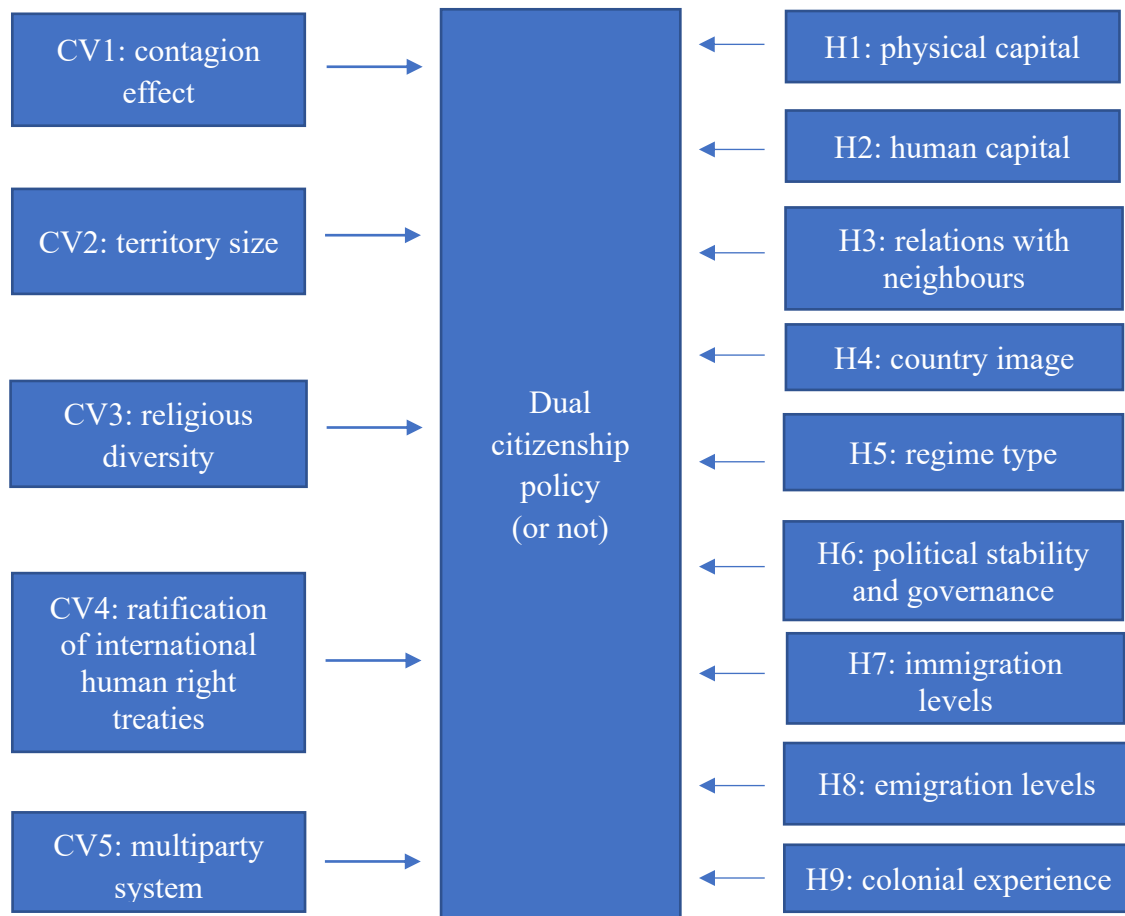 CV1: contagion
effect
CV2: territory size
CV3: religious
diversity
CV4: ratification
of international
human right
treaties
CV5: multiparty
system
Dual
citizenship
policy
(or not)
H1: physical capital
H2: human capital
H3: relations with
neighbours
H4: country image
H5: regime type
H6: political stability
and governance
H7: immigration
levels
H8: emigration levels
H9: colonial experience